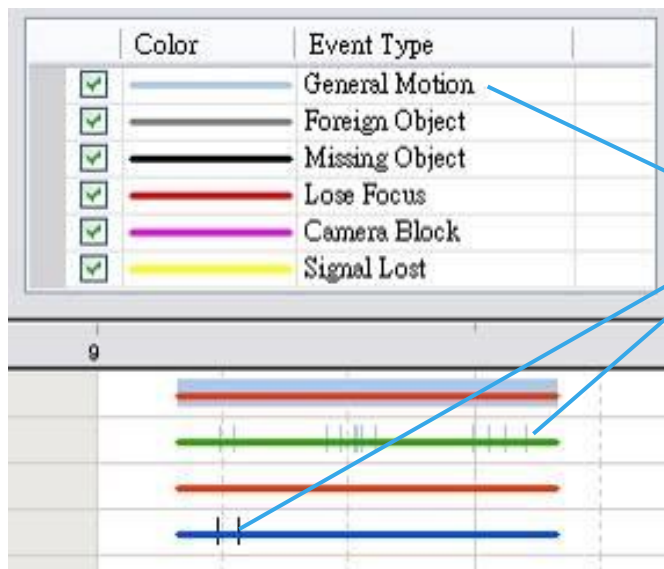 Color Event Type
General Motion
Foreign Object
Missing Object
Lose Focus
Camera Block
Signal Lost
9